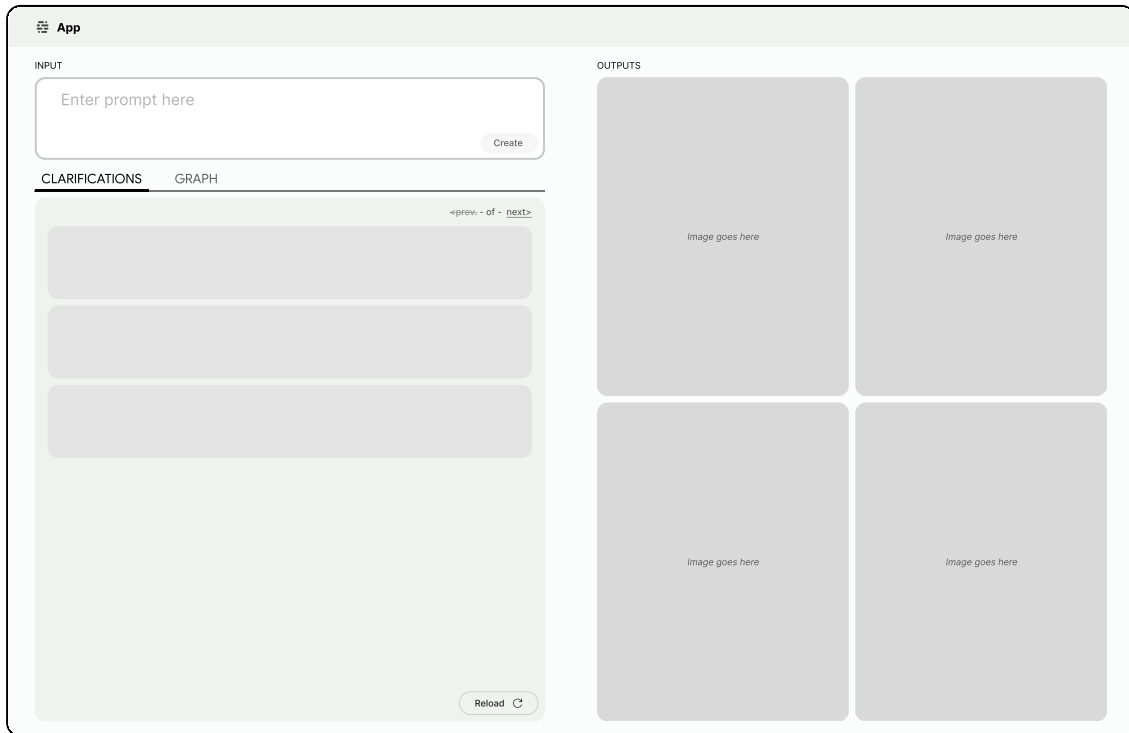 App
INPUT
Enter prompt here
Create
CLARIFICATIONS
GRAPH
<prev. - of - next>
Reload
OUTPUTS
Image goes here
Image goes here
Image goes here
Image goes here